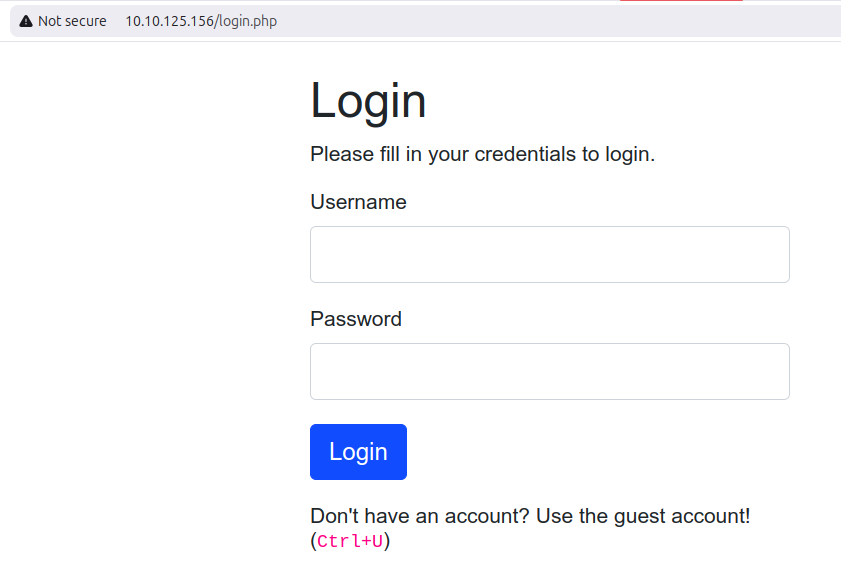 Not secure 10.10.125.156/login.php
Login
Please fill in your credentials to login.
Username
Password
Login
Don't have an account? Use the guest account!
(Ctrl+U)